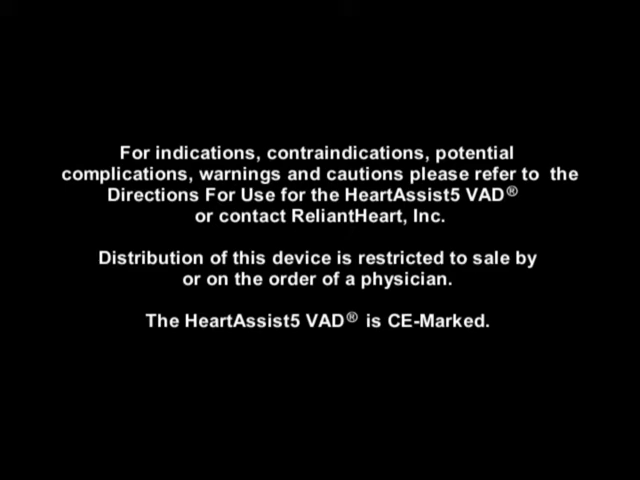 For indications, contraindications, potential
complications, warnings and cautions please refer to the
Directions For Use for the HeartAssist5 VAD®
or contact ReliantHeart, Inc.
Distribution of this device is restricted to sale by
or on the order of a physician.
The HeartAssist5 VAD® is CE-Marked.